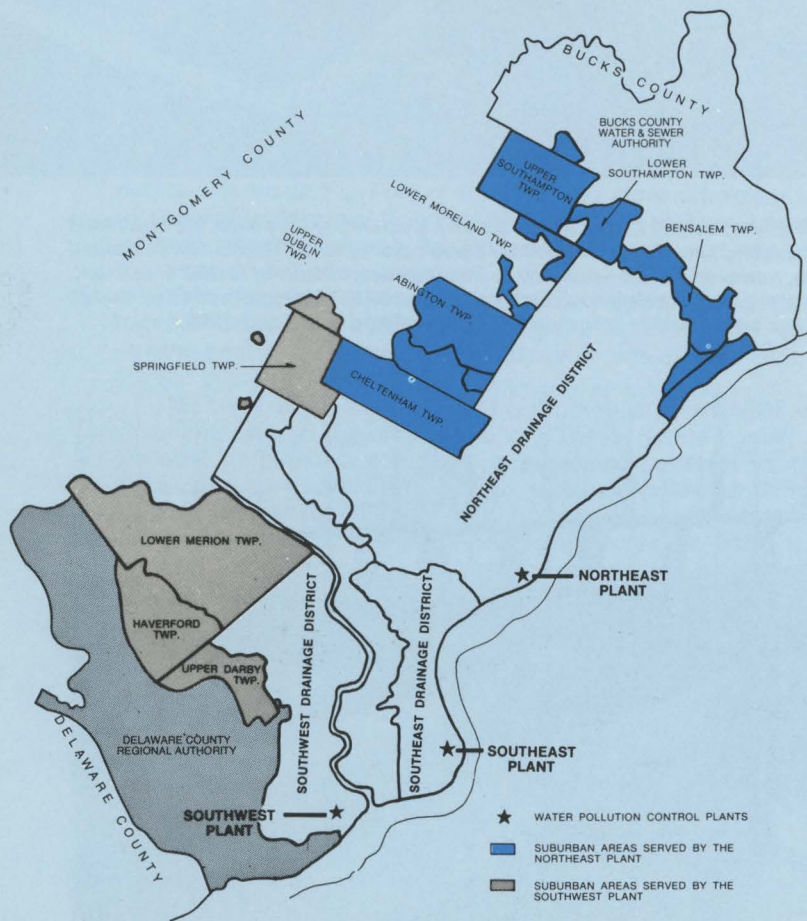 BUCKS COUNTY
BUCKS COUNTY
WATER & SEWER
AUTHORITY
MONTGOMERY COUNTY
UPPER
SOUTHAMPTON
TWP.
LOWER
SOUTHAMPTON TWP.
LOWER MORELAND TWP.
BENSALEM TWP.
UPPER
DUBLIN
TWP.
ABINGTON TWP.
SPRINGFIELD TWP.
CHELTENHAM TWP.
NORTHEAST DRAINAGE DISTRICT
LOWER MERION TWP.
NORTHEAST
PLANT
HAVERFORD
TWP.
UPPER DARBY
TWP.
SOUTHWEST DRAINAGE DISTRICT
SOUTHEAST DRAINAGE DISTRICT
DELAWARE COUNTY
REGIONAL AUTHORITY
DELAWARE COUNTY
SOUTHEAST
PLANT
SOUTHWEST
PLANT
WATER POLLUTION CONTROL PLANTS
SUBURBAN AREAS SERVED BY THE
NORTHEAST PLANT
SUBURBAN AREAS SERVED BY THE
SOUTHWEST PLANT